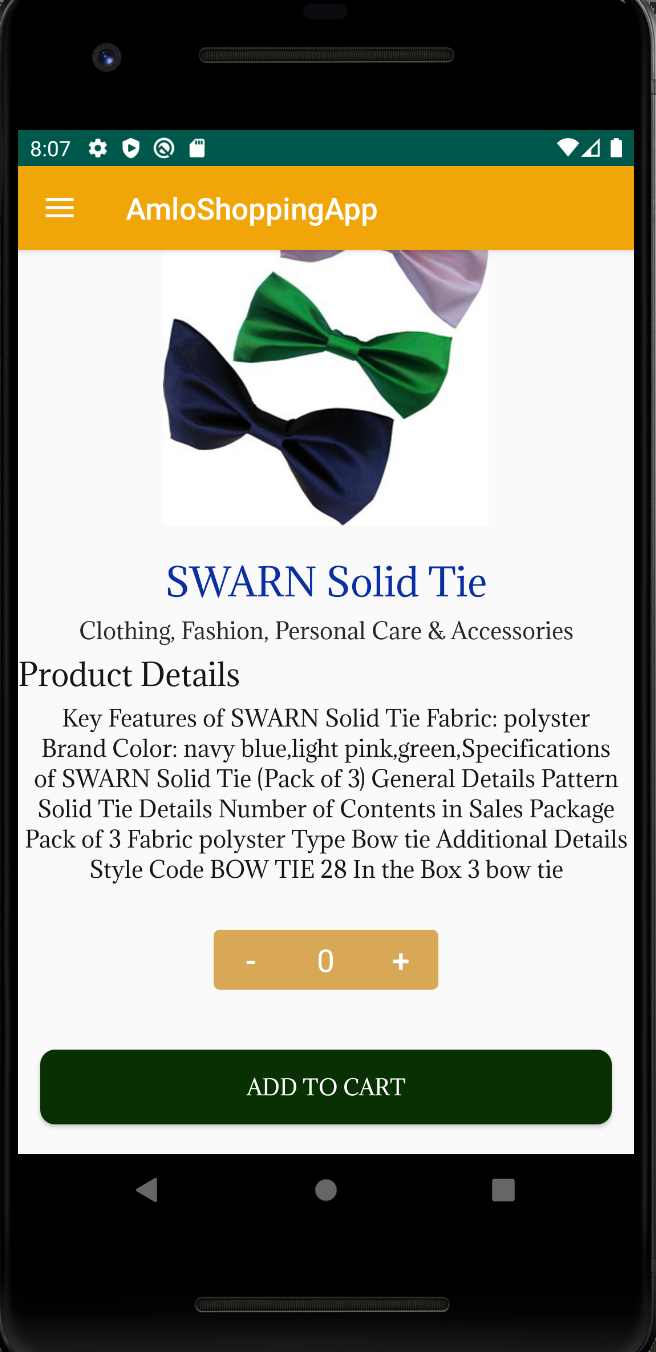 8:07
AmloShoppingApp
SWARN Solid Tie
Clothing, Fashion, Personal Care & Accessories
Product Details
Key Features of SWARN Solid Tie Fabric: polyster
Brand Color: navy blue,light pink,green,Specifications
of SWARN Solid Tie (Pack of 3) General Details Pattern
Solid Tie Details Number of Contents in Sales Package
Pack of 3 Fabric polyster Type Bow tie Additional Details
Style Code BOW TIE 28 In the Box 3 bow tie
- 0 +
ADD TO CART